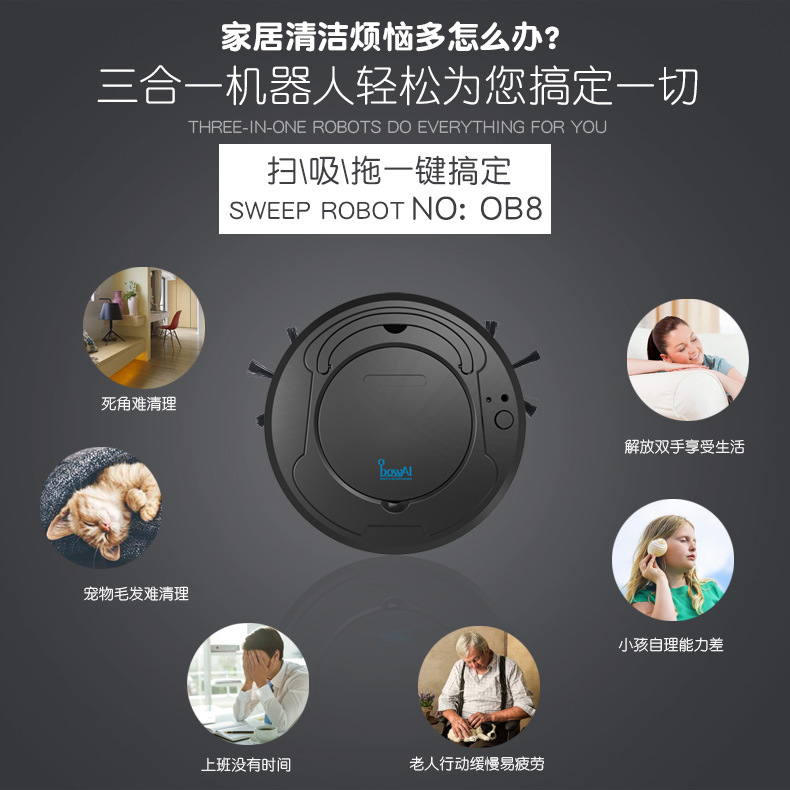 家居清洁烦恼多怎么办?
三合一机器人轻松为您搞定一切
THREE-IN-ONE ROBOTS DO EVERYTHING FOR YOU
扫\吸\拖一键搞定
SWEEP ROBOT NO: OB8
死角难清理
解放双手享受生活
bowAI
宠物毛发难清理
小孩自理能力差
上班没有时间
老人行动缓慢易疲劳